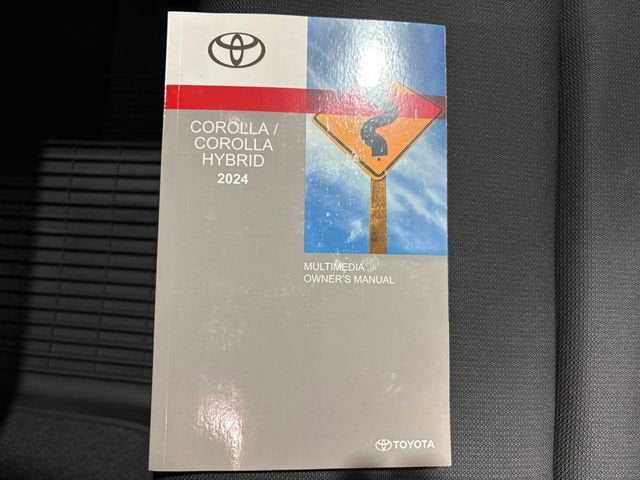 COROLLA /
COROLLA
HYBRID
2024
MULTIMEDIA
OWNER'S MANUAL
TOYOTA